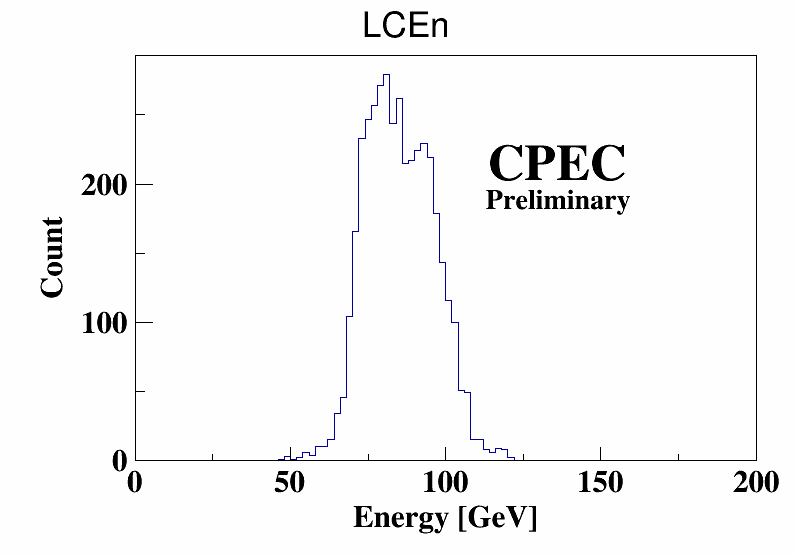 LCEn
CPEC
Preliminary
200
100
0
Count
0 50 100 150 200
Energy [GeV]